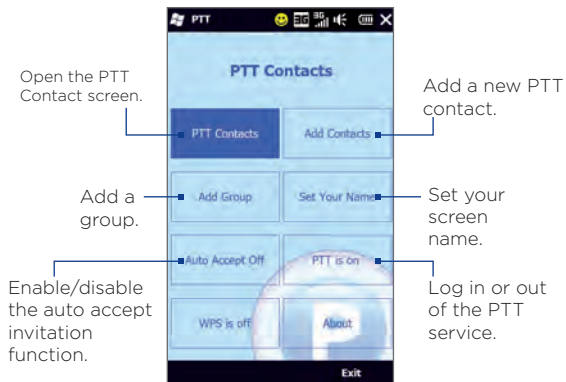 PTT
3G
3G
PTT Contacts
Open the PTT
Contact screen.
PTT Contacts
Add Contacts
Add a new PTT
contact.
Add a
group.
Add Group
Set Your Name
Set your
screen
name.
Enable/disable
the auto accept
invitation
function.
Auto Accept Off
PTT is on
Log in or out
of the PTT
service.
WPS is off
About
P
Exit